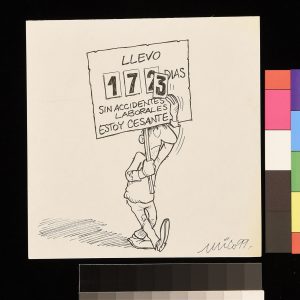 LLEVO
1723 DIAS
SIN ACCIDENTES
LABORALES
ESTOY CESANTE